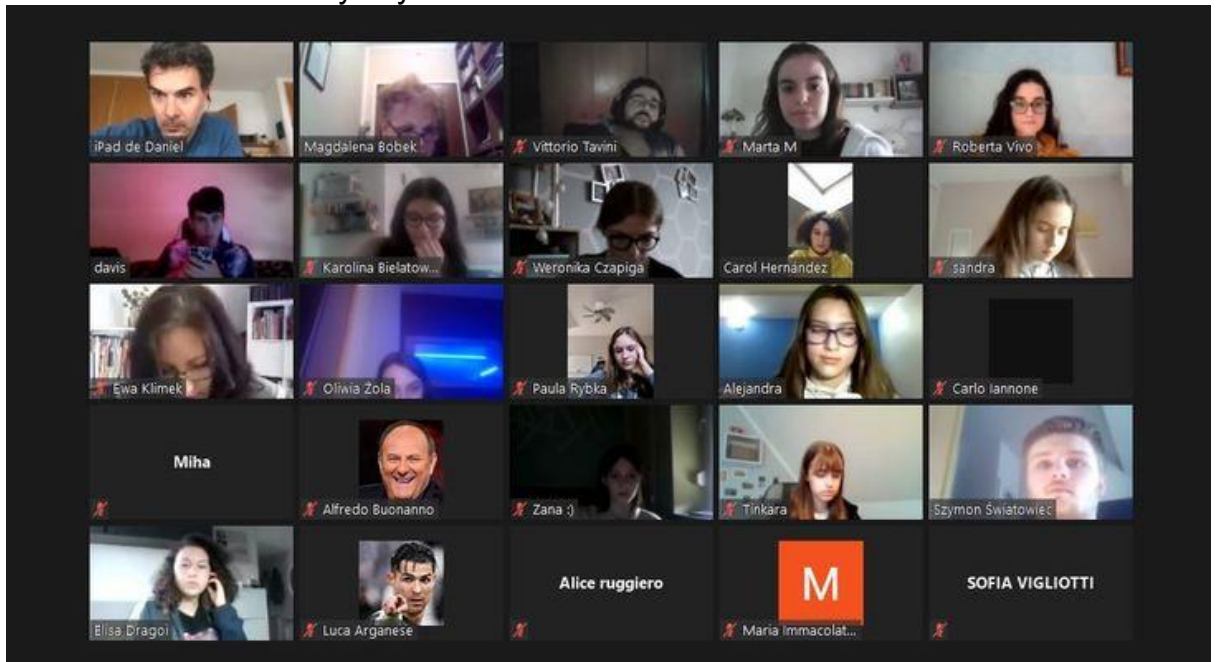 iPad de Daniel
Magdalena Bobek
Vittorio Tavini
Marta M
Roberta Vivo
davis
Karolina Bielatow...
Weronika Czapiga
Carol Hernández
sandra
Ewa Klimek
Oliwia Żola
Paula Rybka
Alejandra
Carlo Iannone
Miha
Alfredo Buonanno
Zana :)
Tinkara
Szymon Światowiec
Elisa Dragoi
Luca Arganese
Alice ruggiero
M
Maria Immacolat...
SOFIA VIGLIOTTI